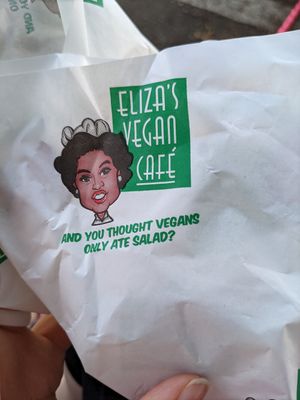 ELIZA'S
VEGAN
CAFÉ
AND YOU THOUGHT VEGANS
ONLY ATE SALAD?